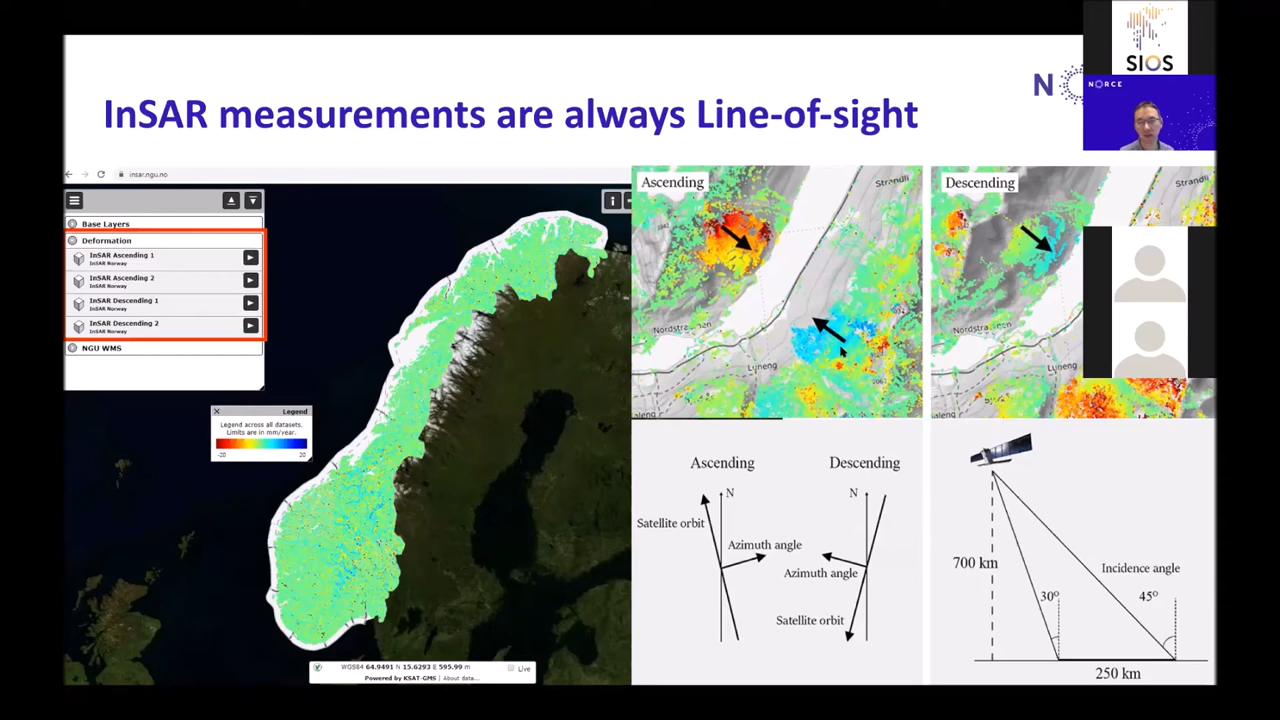 InSAR measurements are always Line-of-sight
SIOS
NORCE
insar.ngu.no
Base Layers
Deformation
InSAR Ascending 1
InSAR Norway
InSAR Ascending 2
InSAR Norway
InSAR Descending 1
InSAR Norway
InSAR Descending 2
InSAR Norway
NGU WMS
Legend
Legend across all datasets.
Limits are in mm/year.
-20 20
WGS84 64.9491 N 15.6293 E 595.99 m
Live
Powered by KSAT-GMS | About data...
Ascending
Strandli
Lyneng
Descending
Strandli
Lyneng
Ascending
N
Satellite orbit
Azimuth angle
Descending
N
Azimuth angle
Satellite orbit
700 km
Incidence angle
30°
45°
250 km